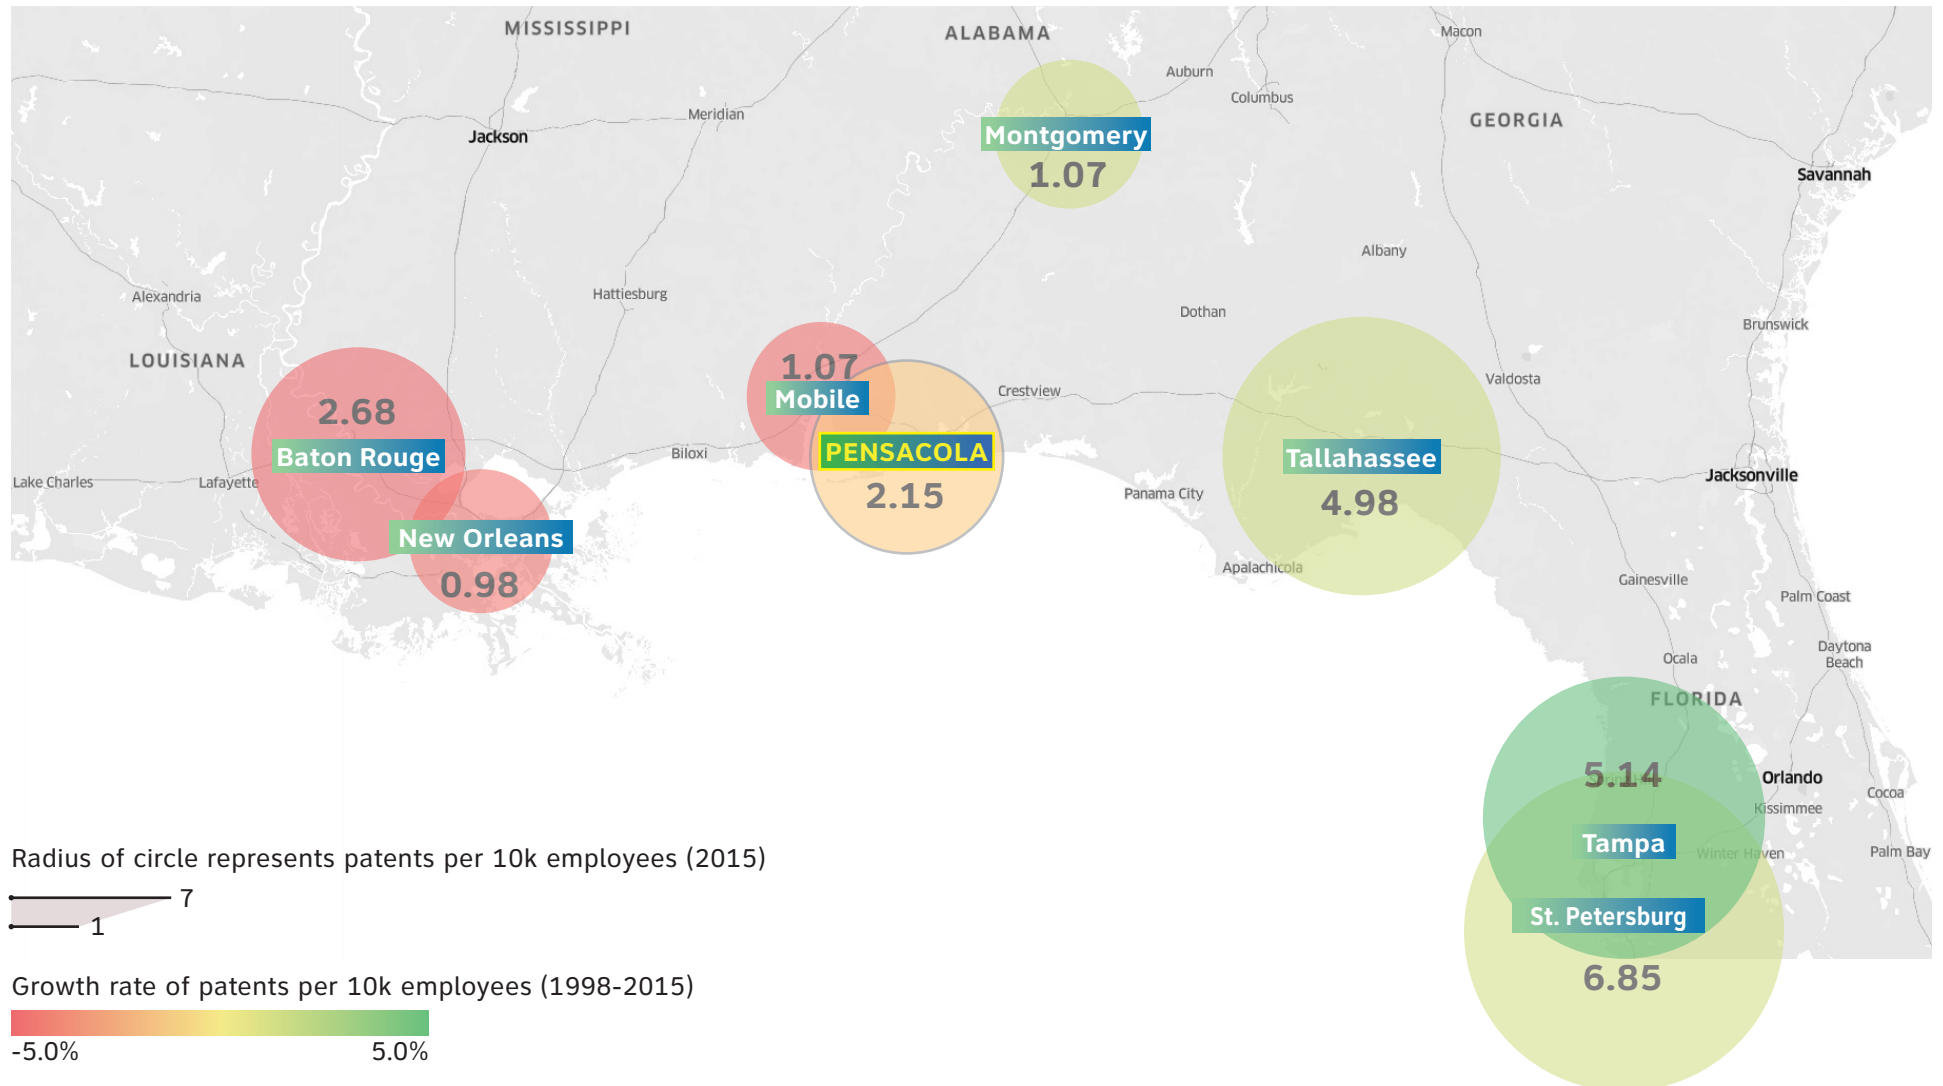 MISSISSIPPI
ALABAMA
Macon
Auburn
Columbus
Meridian
GEORGIA
Jackson
Montgomery
1.07
Savannah
Albany
Alexandria
Hattiesburg
Dothan
Brunswick
LOUISIANA
1.07
Mobile
Crestview
Valdosta
2.68
Baton Rouge
Biloxi
PENSACOLA
2.15
Tallahassee
4.98
Jacksonville
Lake Charles
Lafayette
Panama City
New Orleans
0.98
Apalachicola
Gainesville
Palm Coast
Ocala
Daytona
Beach
FLORIDA
5.14
Spring Hill
Orlando
Kissimmee
Cocoa
Tampa
Winter Haven
Palm Bay
St. Petersburg
6.85
Radius of circle represents patents per 10k employees (2015)
7
1
Growth rate of patents per 10k employees (1998-2015)
-5.0%
5.0%